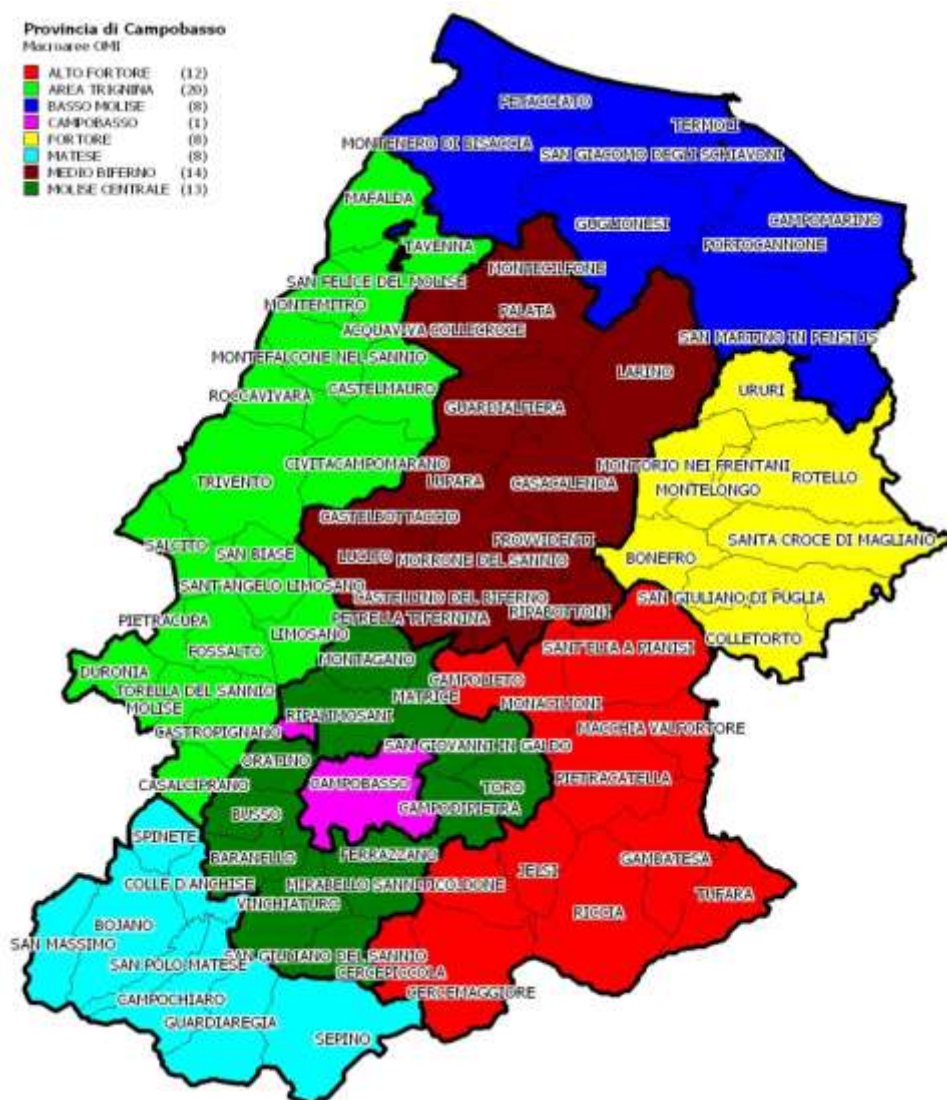 Provincia di Campobasso
Macroaree OMI
ALTO FORTORE (12)
AREA TRIGNINA (20)
BASSO MOLISE (8)
CAMPOBASSO (1)
FORTORE (8)
MATESE (8)
MEDIO BIFERNO (14)
MOLISE CENTRALE (13)
PETACCIATO
TERMOLI
MONTENERO DI BISACCIA
SAN GIACOMO DEGLI SCHIAVONI
MAFALDA
GUGLIONESI
CAMPOMARINO
PORTOCANNONE
TAVENNA
MONTECILFONE
SAN FELICE DEL MOLISE
MONTEMITRO
PALATA
ACQUAVIVA COLLECROCE
SAN MARTINO IN PENSILIS
MONTEFALCONE NEL SANNIO
LARINO
ROCCAVIVARA
CASTELMAURO
URURI
GUARDIALFIERA
CIVITACAMPOMARANO
MONTORIO NEI FRENTANI
TRIVENTO
LUPARA
CASACALENDA
ROTELLO
MONTELONGO
CASTELBOTTACCIO
SALCITO
SAN BIASE
PROVVIDENTI
SANTA CROCE DI MAGLIANO
LUCITO
MORRONE DEL SANNIO
BONEFRO
SANT'ANGELO LIMOSANO
CASTELLINO DEL BIFERNO
SAN GIULIANO DI PUGLIA
PIETRACUPA
PETRELLA TIFERNINA
RIPABOTTONI
LIMOSANO
COLLETORTO
FOSSALTO
MONTAGANO
SANT'ELIA A PIANISI
DURONIA
CAMPOLIETO
TORELLA DEL SANNIO
MATRICE
MONACILIONI
MOLISE
RIPALIMOSANI
MACCHIA VALFORTORE
CASTROPIGNANO
SAN GIOVANNI IN GALDO
ORATINO
CASALCIPRANO
CAMPOBASSO
TORO
PIETRACATELLA
BUSSO
CAMPODIPIETRA
SPINETE
BARANELLO
FERRAZZANO
GAMBATESA
COLLE D'ANCHISE
MIRABELLO SANNITICO
ILDONE
JELSI
TUFARA
VINCHIATURO
BOJANO
RICCIA
SAN MASSIMO
SAN POLO MATESE
SAN GIULIANO DEL SANNIO
CERCEPICCOLA
CAMPOCHIARO
CERCEMAGGIORE
GUARDIAREGIA
SEPINO